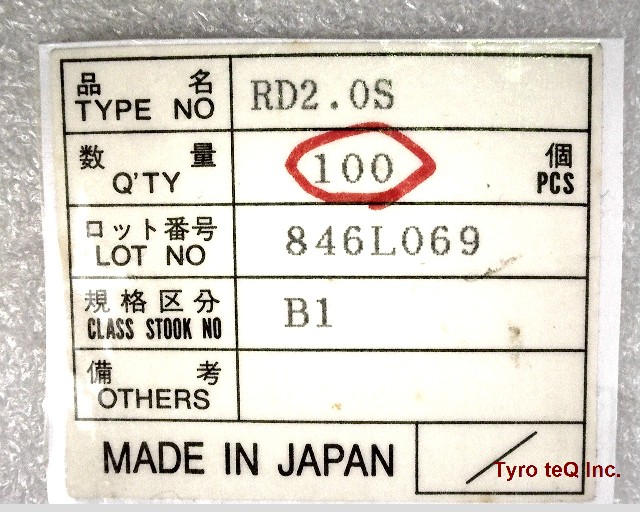 品 名 RD2.0S
TYPE NO
数 量 100 個
Q'TY PCS
ロット番号 846L069
LOT NO
規格区分 B1
CLASS STOOK NO
備 考
OTHERS
MADE IN JAPAN
Tyro teQ Inc.